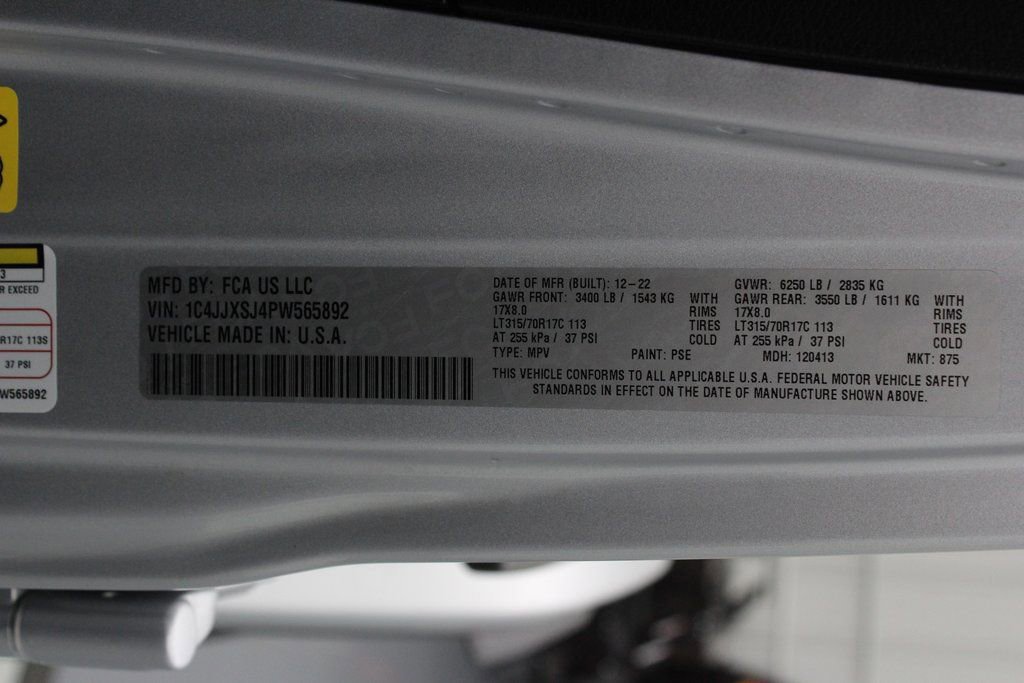 3
R EXCEED
R17C 113S
37 PSI
W565892
MFD BY: FCA US LLC
VIN: 1C4JJXSJ4PW565892
VEHICLE MADE IN: U.S.A.
DATE OF MFR (BUILT): 12-22
GAWR FRONT: 3400 LB / 1543 KG WITH
17X8.0 RIMS
LT315/70R17C 113 TIRES
AT 255 kPa / 37 PSI COLD
TYPE: MPV PAINT: PSE
GVWR: 6250 LB / 2835 KG
GAWR REAR: 3550 LB / 1611 KG WITH
17X8.0 RIMS
LT315/70R17C 113 TIRES
AT 255 kPa / 37 PSI COLD
MDH: 120413 MKT: 875
THIS VEHICLE CONFORMS TO ALL APPLICABLE U.S.A. FEDERAL MOTOR VEHICLE SAFETY
STANDARDS IN EFFECT ON THE DATE OF MANUFACTURE SHOWN ABOVE.